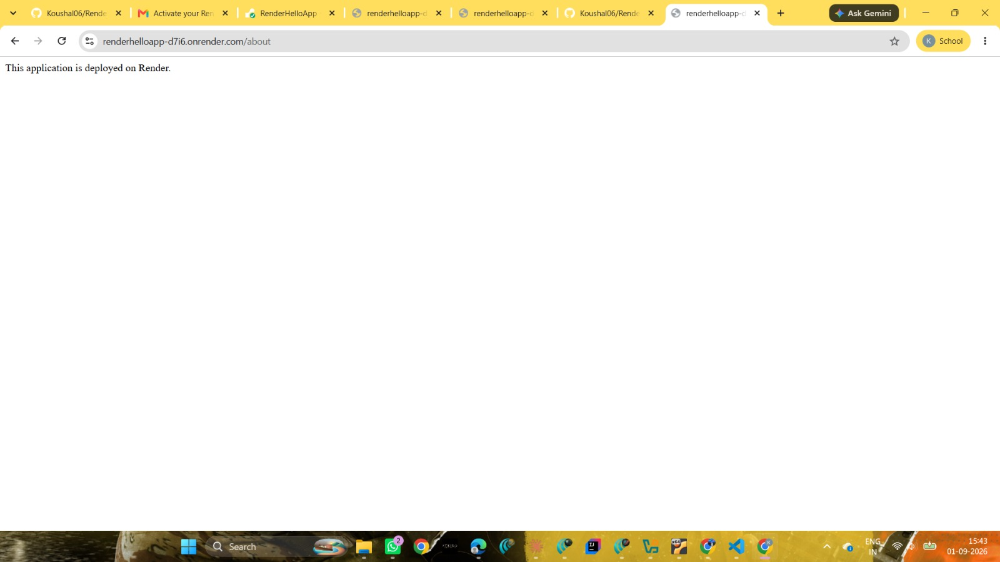 Koushal06/Rende
Activate your Ren
RenderHelloApp
renderhelloapp-d
renderhelloapp-d
Koushal06/Rende
renderhelloapp-d
Ask Gemini
renderhelloapp-d7i6.onrender.com/about
K
School
This application is deployed on Render.
Search
2
ENG
IN
15:43
01-09-2026